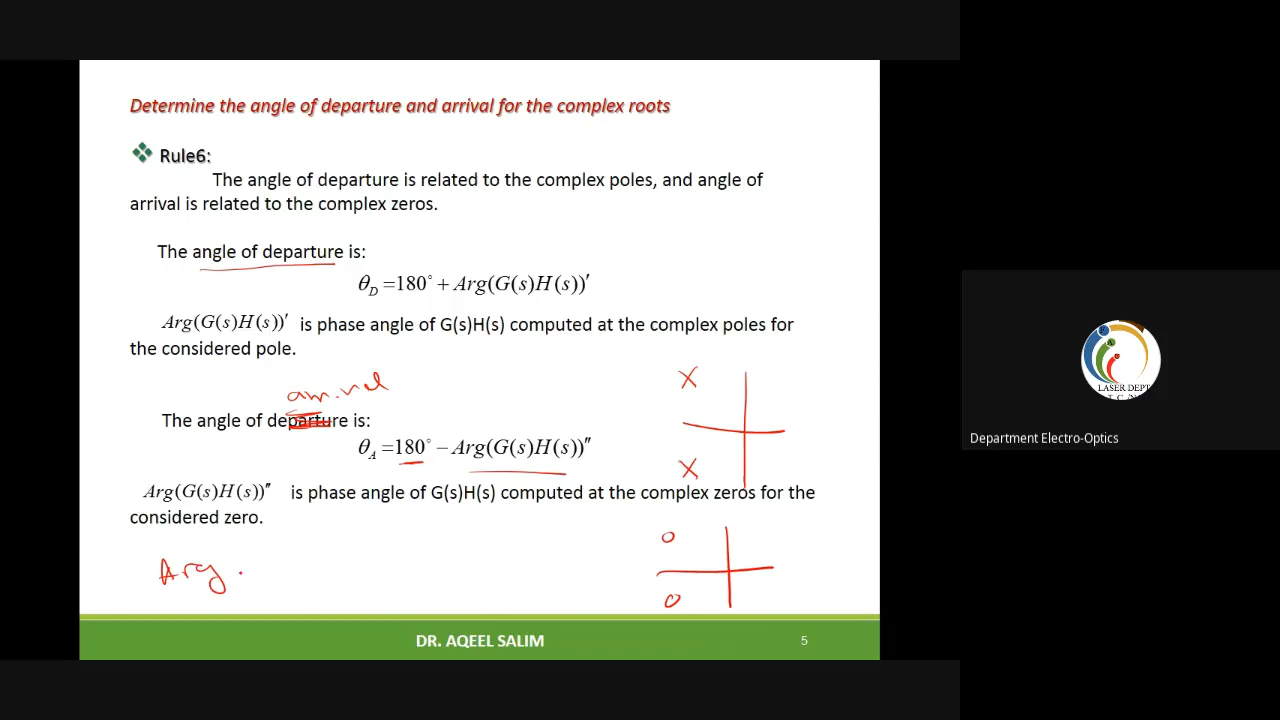 Determine the angle of departure and arrival for the complex roots
Rule6:
The angle of departure is related to the complex poles, and angle of
arrival is related to the complex zeros.
The angle of departure is:
θ_D =180° + Arg(G(s)H(s))′
Arg(G(s)H(s))′ is phase angle of G(s)H(s) computed at the complex poles for
the considered pole.
arrival
The angle of departure is:
θ_A =180° − Arg(G(s)H(s))″
Arg(G(s)H(s))″ is phase angle of G(s)H(s) computed at the complex zeros for the
considered zero.
Arg
X
X
O
O
DR. AQEEL SALIM
5
LASER DEPT
Department Electro-Optics